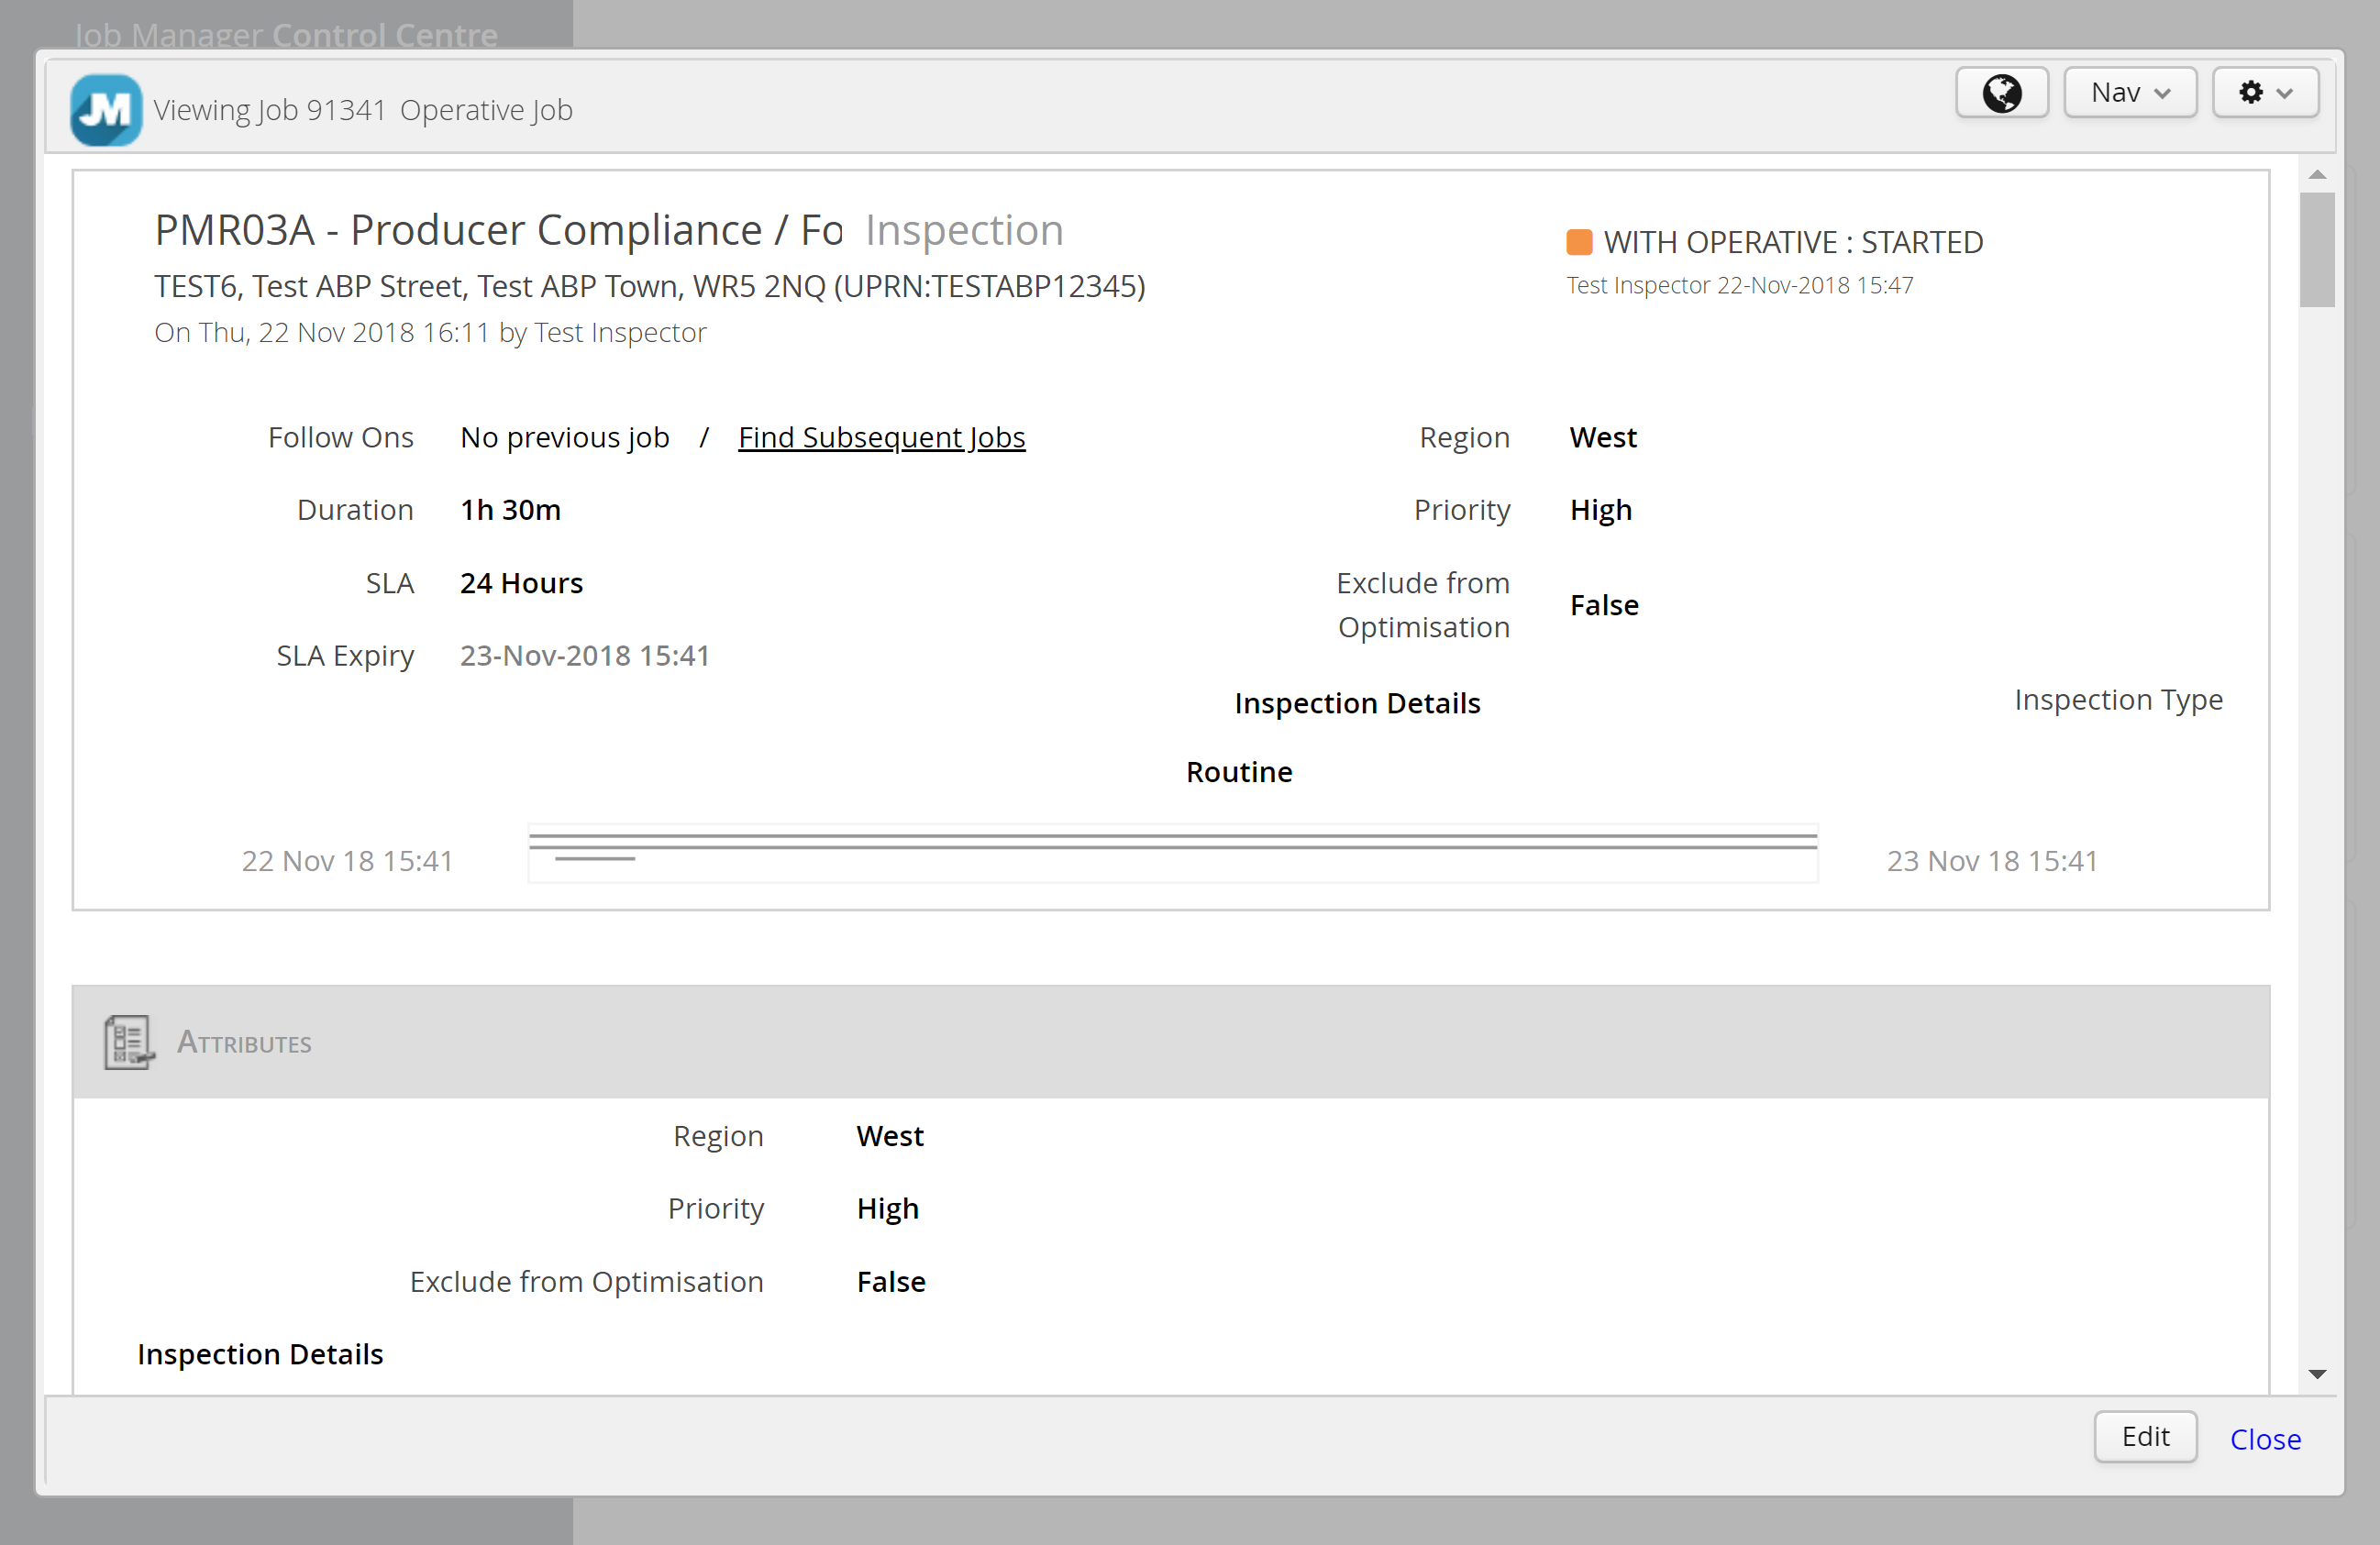 Job Manager Control Centre
JM Viewing Job 91341 Operative Job
Nav
PMR03A - Producer Compliance / Fo Inspection
WITH OPERATIVE : STARTED
TEST6, Test ABP Street, Test ABP Town, WR5 2NQ (UPRN:TESTABP12345)
Test Inspector 22-Nov-2018 15:47
On Thu, 22 Nov 2018 16:11 by Test Inspector
Follow Ons No previous job / Find Subsequent Jobs
Region West
Duration 1h 30m
Priority High
SLA 24 Hours
Exclude from
Optimisation
False
SLA Expiry 23-Nov-2018 15:41
Inspection Details
Inspection Type
Routine
22 Nov 18 15:41
23 Nov 18 15:41
Attributes
Region West
Priority High
Exclude from Optimisation False
Inspection Details
Edit
Close